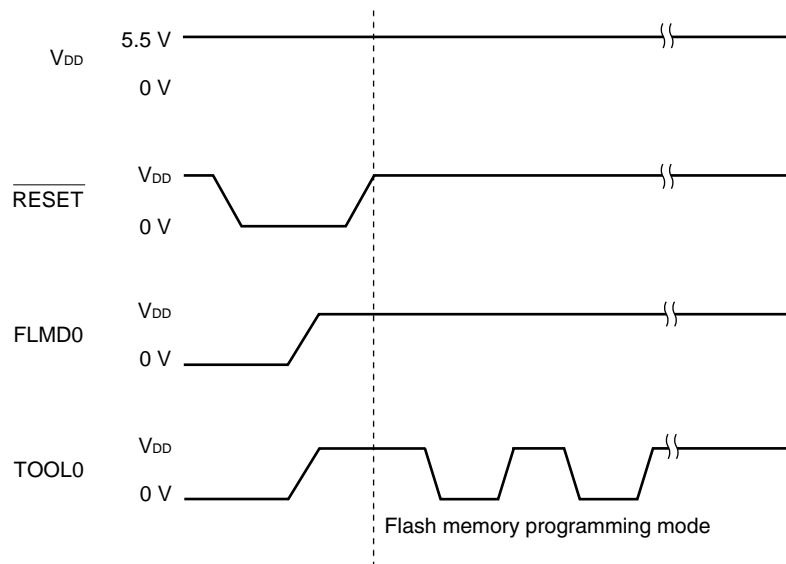 5.5 V
VDD
0 V
VDD
RESET
0 V
VDD
FLMD0
0 V
VDD
TOOL0
0 V
Flash memory programming mode